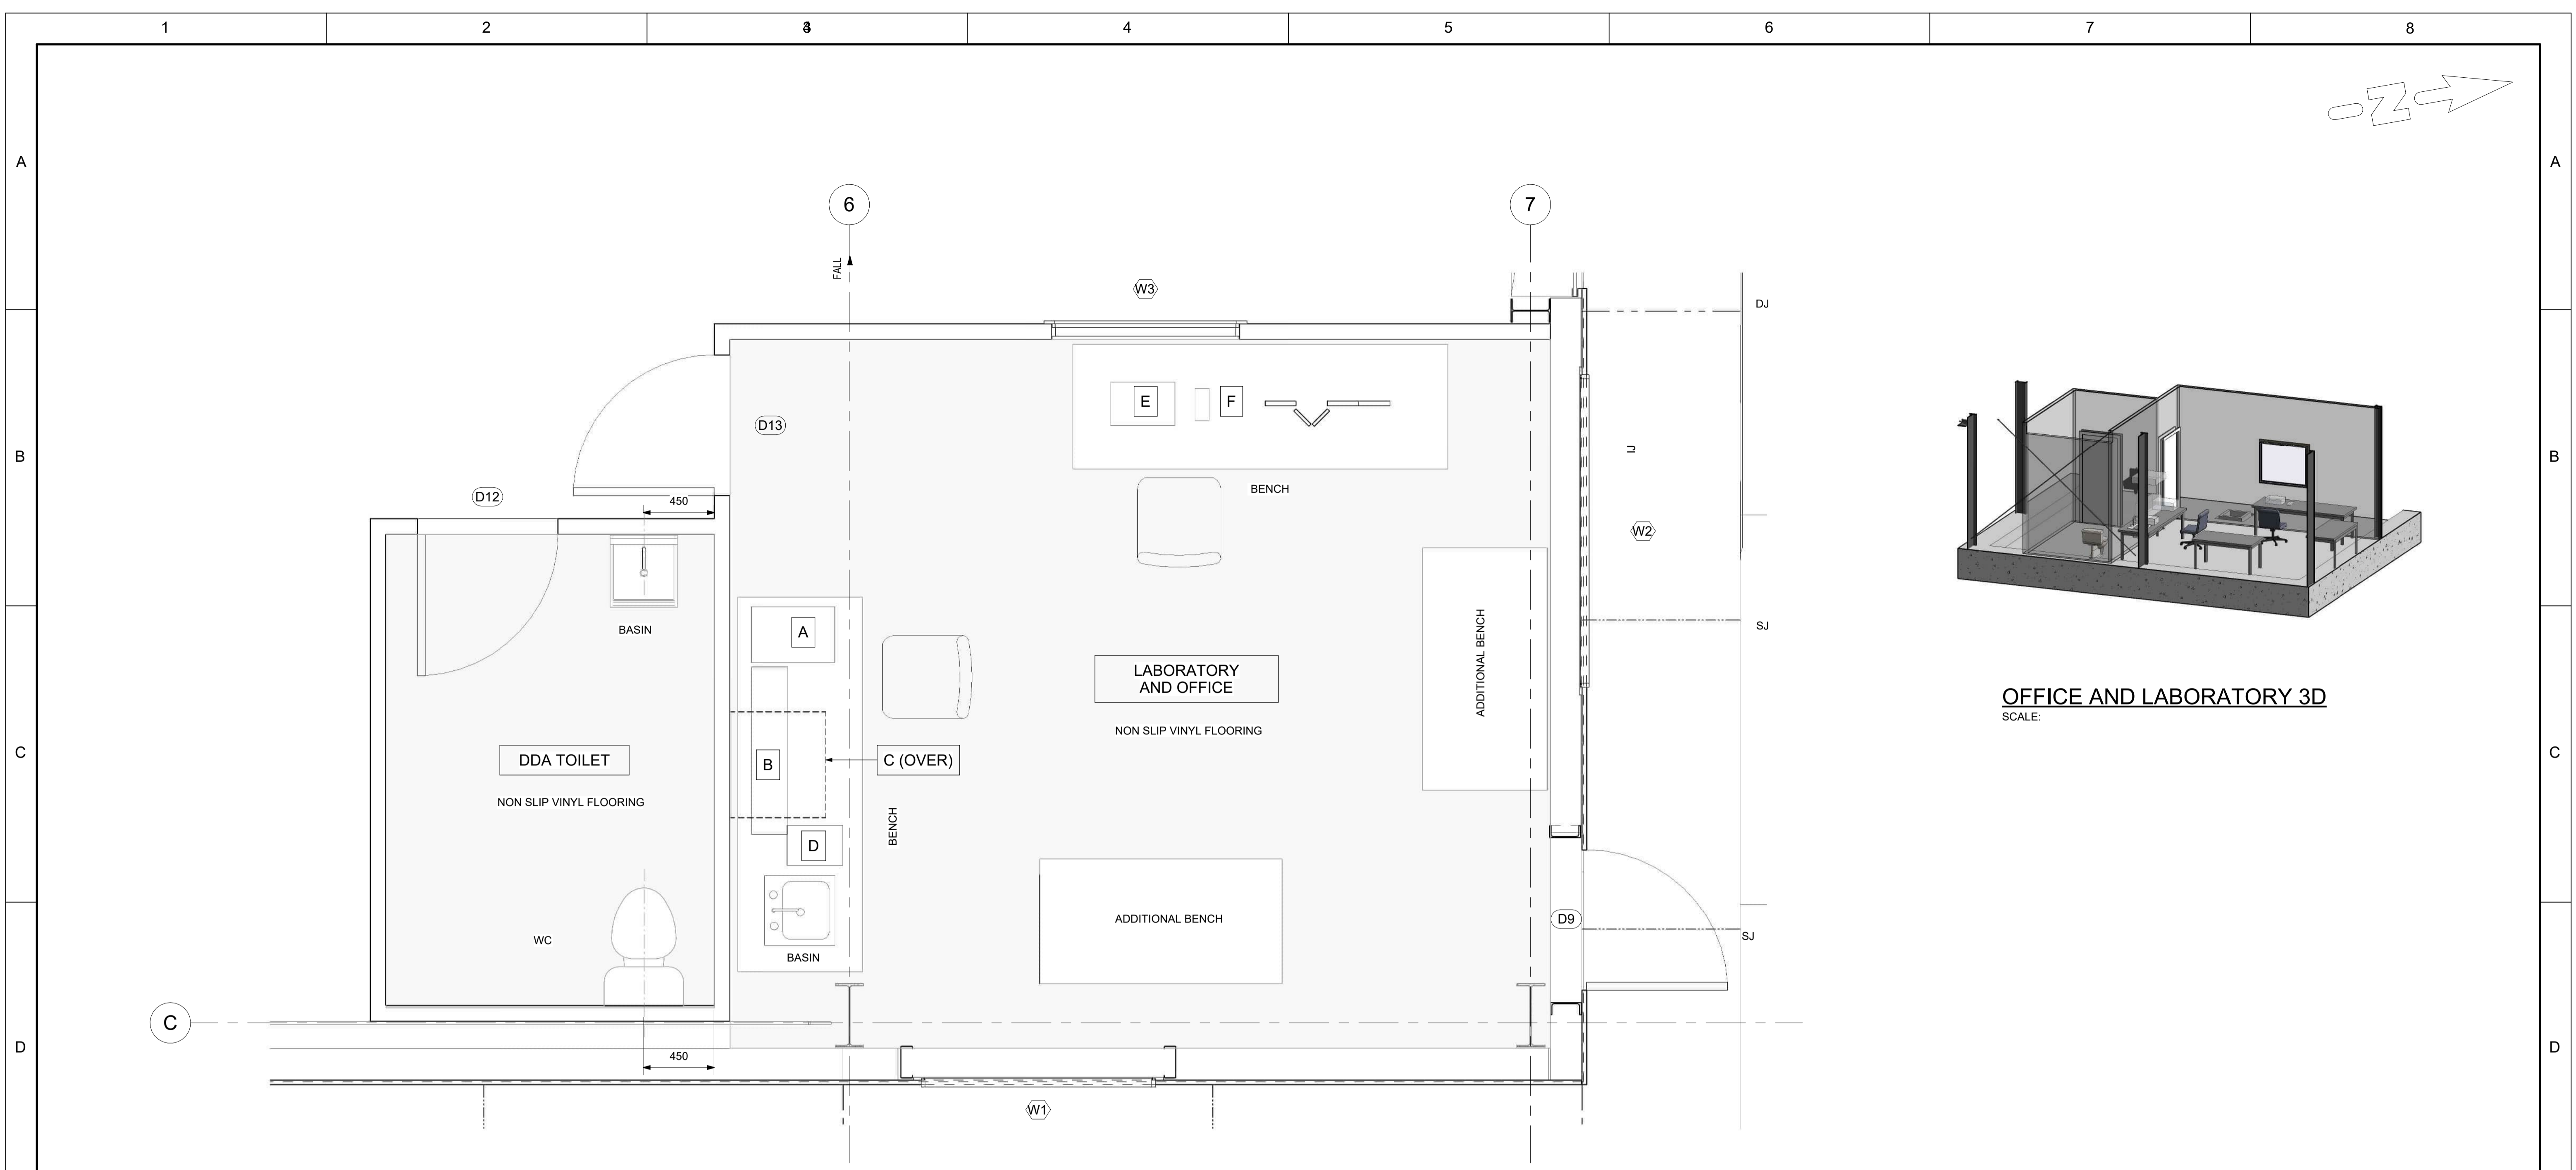 1 2 3 4 5 6 7 8
A A
N
6 7
FALL
W3
DJ
D13
E F
B B
IJ
D12
450
BENCH
W2
BASIN
A
ADDITIONAL BENCH
SJ
LABORATORY
AND OFFICE
NON SLIP VINYL FLOORING
OFFICE AND LABORATORY 3D
SCALE:
C C
DDA TOILET
B
C (OVER)
NON SLIP VINYL FLOORING
BENCH
D
ADDITIONAL BENCH
D9
WC
SJ
BASIN
C
D D
450
W1